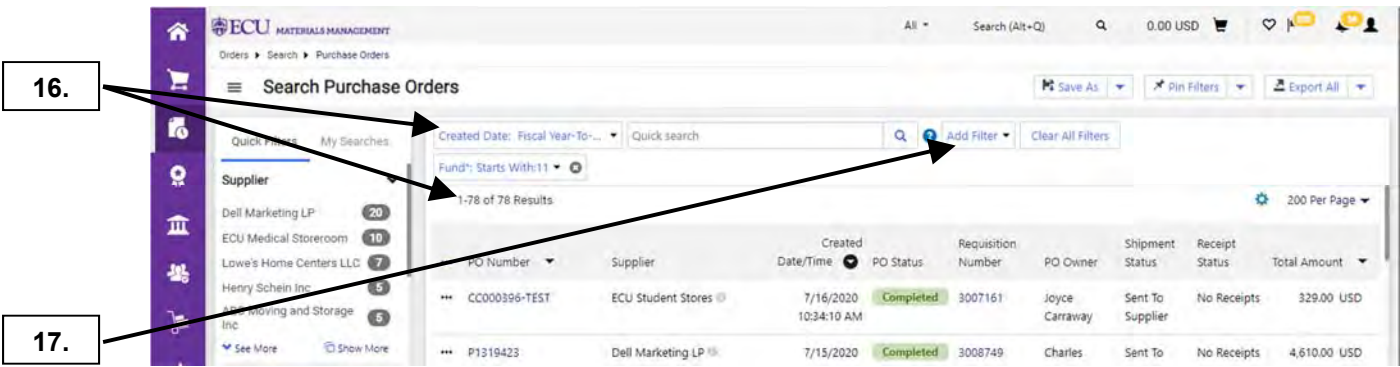 ECU MATERIALS MANAGEMENT
All
Search (Alt+Q)
0.00 USD
Orders
Search
Purchase Orders
16.
Search Purchase Orders
Save As
Pin Filters
Export All
Quick Filters
My Searches
Created Date: Fiscal Year-To-...
Quick search
Add Filter
Clear All Filters
Fund*: Starts With:11
Supplier
1-78 of 78 Results
200 Per Page
Dell Marketing LP 20
ECU Medical Storeroom 10
Lowe's Home Centers LLC 7
Henry Schein Inc 5
Moving and Storage Inc 5
See More
Show More
PO Number
Supplier
Created Date/Time
PO Status
Requisition Number
PO Owner
Shipment Status
Receipt Status
Total Amount
CC000396-TEST
ECU Student Stores
7/16/2020
10:34:10 AM
Completed
3007161
Joyce
Carraway
Sent To
Supplier
No Receipts
329.00 USD
17.
P1319423
Dell Marketing LP
7/15/2020
Completed
3008749
Charles
Sent To
No Receipts
4,610.00 USD